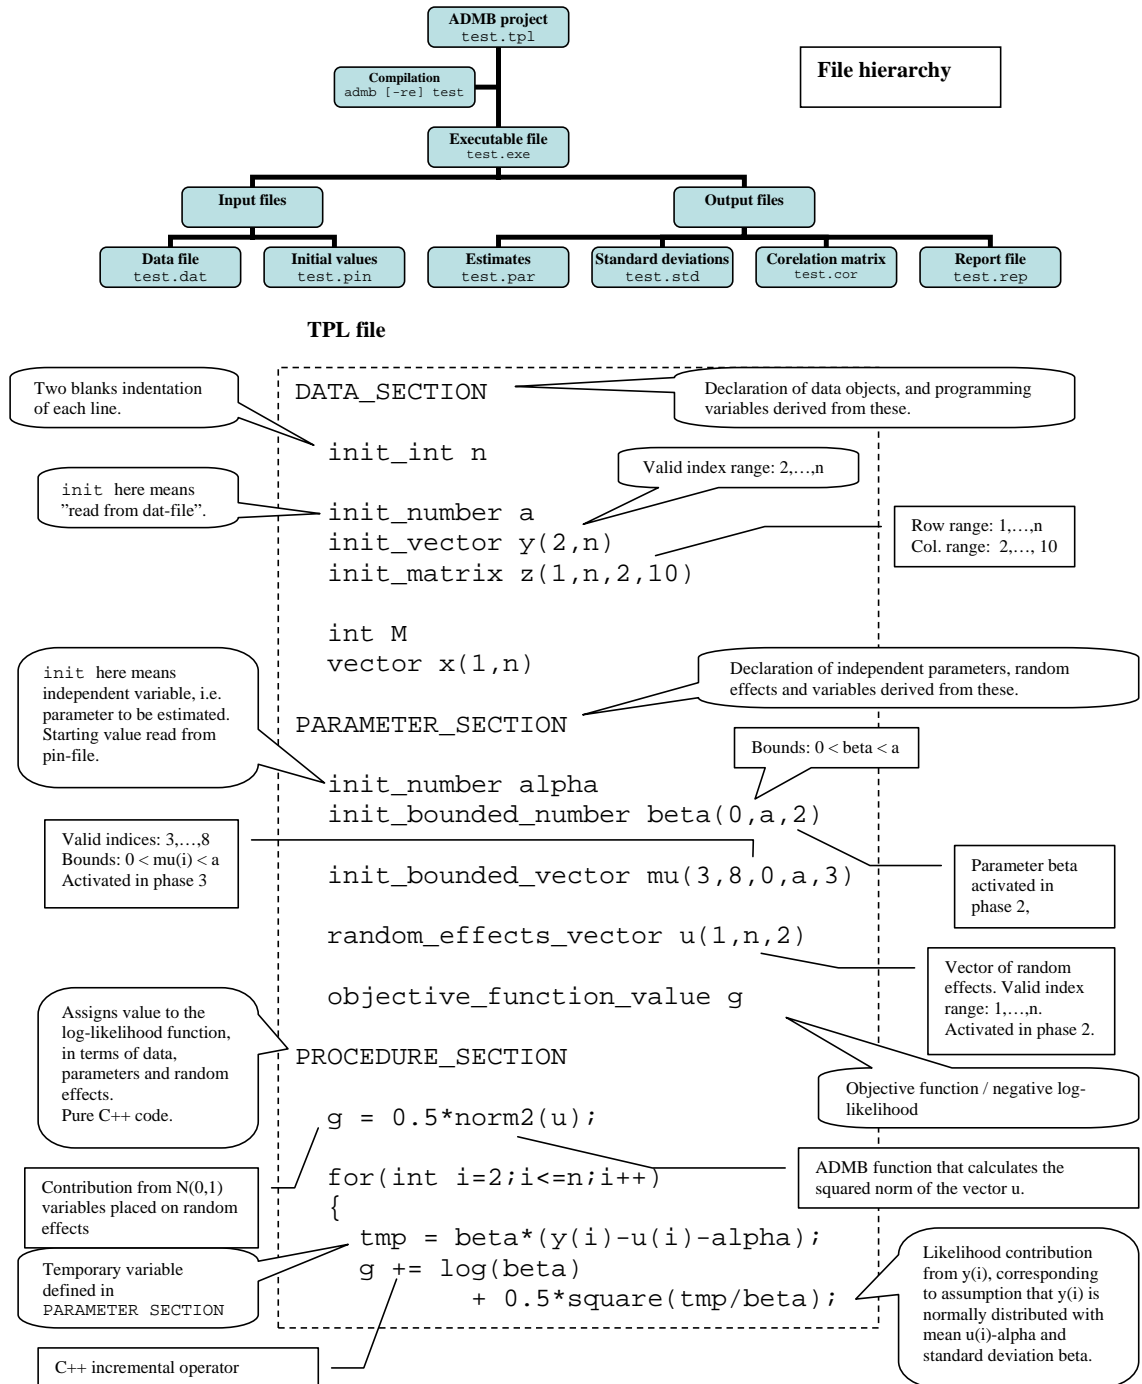 ADMB project
test.tpl
File hierarchy
Compilation
admb [-re] test
Executable file
test.exe
Input files
Output files
Data file
test.dat
Initial values
test.pin
Estimates
test.par
Standard deviations
test.std
Corelation matrix
test.cor
Report file
test.rep
TPL file
Two blanks indentation
of each line.
DATA_SECTION
Declaration of data objects, and programming
variables derived from these.
init_int n
Valid index range: 2,…,n
init here means
”read from dat-file”.
init_number a
init_vector y(2,n)
init_matrix z(1,n,2,10)
Row range: 1,…,n
Col. range: 2,…, 10
int M
vector x(1,n)
init here means
independent variable, i.e.
parameter to be estimated.
Starting value read from
pin-file.
Declaration of independent parameters, random
effects and variables derived from these.
PARAMETER_SECTION
Bounds: 0 < beta < a
init_number alpha
init_bounded_number beta(0,a,2)
Valid indices: 3,…,8
Bounds: 0 < mu(i) < a
Activated in phase 3
Parameter beta
activated in
phase 2,
init_bounded_vector mu(3,8,0,a,3)
random_effects_vector u(1,n,2)
Vector of random
effects. Valid index
range: 1,…,n.
Activated in phase 2.
objective_function_value g
Assigns value to the
log-likelihood function,
in terms of data,
parameters and random
effects.
Pure C++ code.
PROCEDURE_SECTION
Objective function / negative log-
likelihood
g = 0.5*norm2(u);
ADMB function that calculates the
squared norm of the vector u.
Contribution from N(0,1)
variables placed on random
effects
for(int i=2;i<=n;i++)
{
tmp = beta*(y(i)-u(i)-alpha);
g += log(beta)
+ 0.5*square(tmp/beta);
Temporary variable
defined in
PARAMETER SECTION
Likelihood contribution
from y(i), corresponding
to assumption that y(i) is
normally distributed with
mean u(i)-alpha and
standard deviation beta.
C++ incremental operator